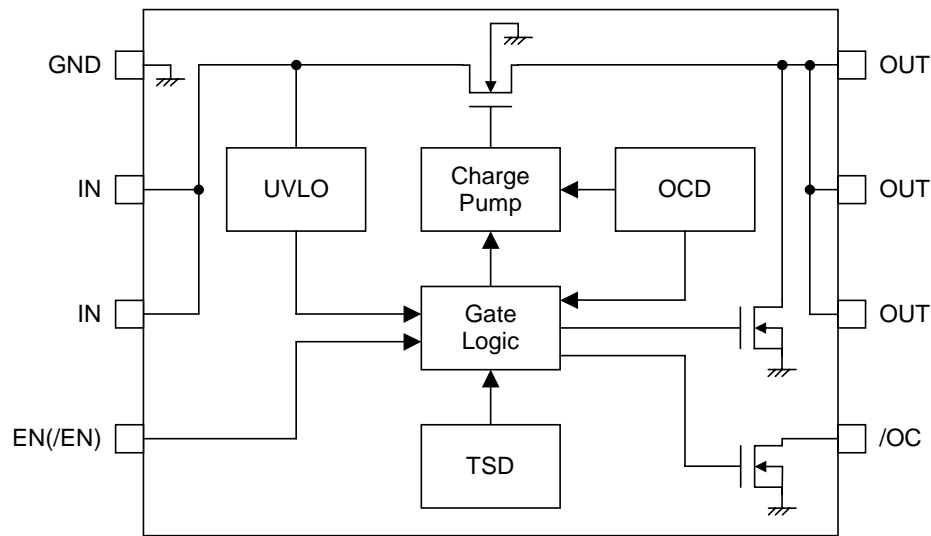 GND
OUT
IN
UVLO
Charge
Pump
OCD
OUT
IN
Gate
Logic
OUT
EN(/EN)
TSD
/OC